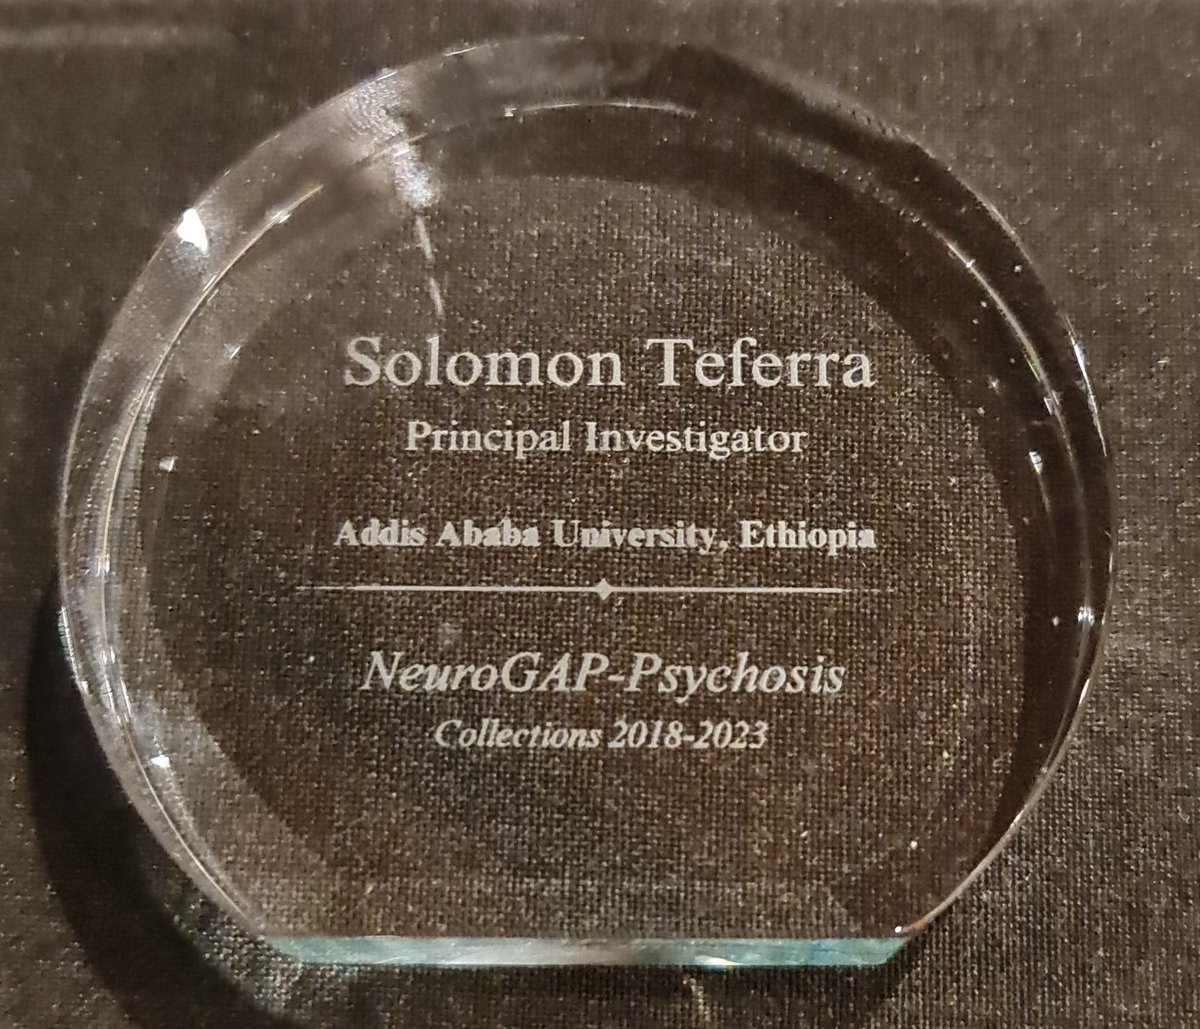 Solomon Teferra
Principal Investigator
Addis Ababa University, Ethiopia
NeuroGAP-Psychosis
Collections 2018-2023